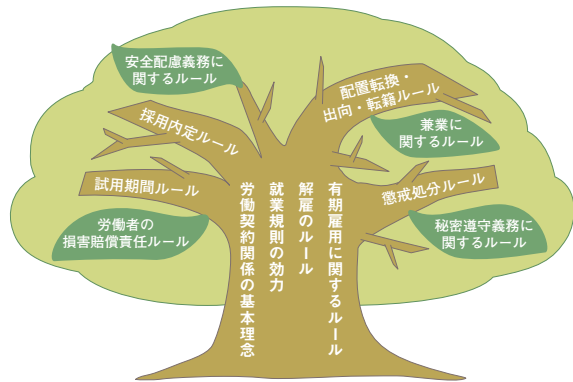 安全配慮義務に
関するルール
配置転換・
出向・転籍ルール
採用内定ルール
兼業に
関するルール
試用期間ルール
懲戒処分ルール
労働者の
損害賠償責任ルール
秘密遵守義務に
関するルール
有期雇用に関するルール
解雇のルール
就業規則の効力
労働契約関係の基本理念